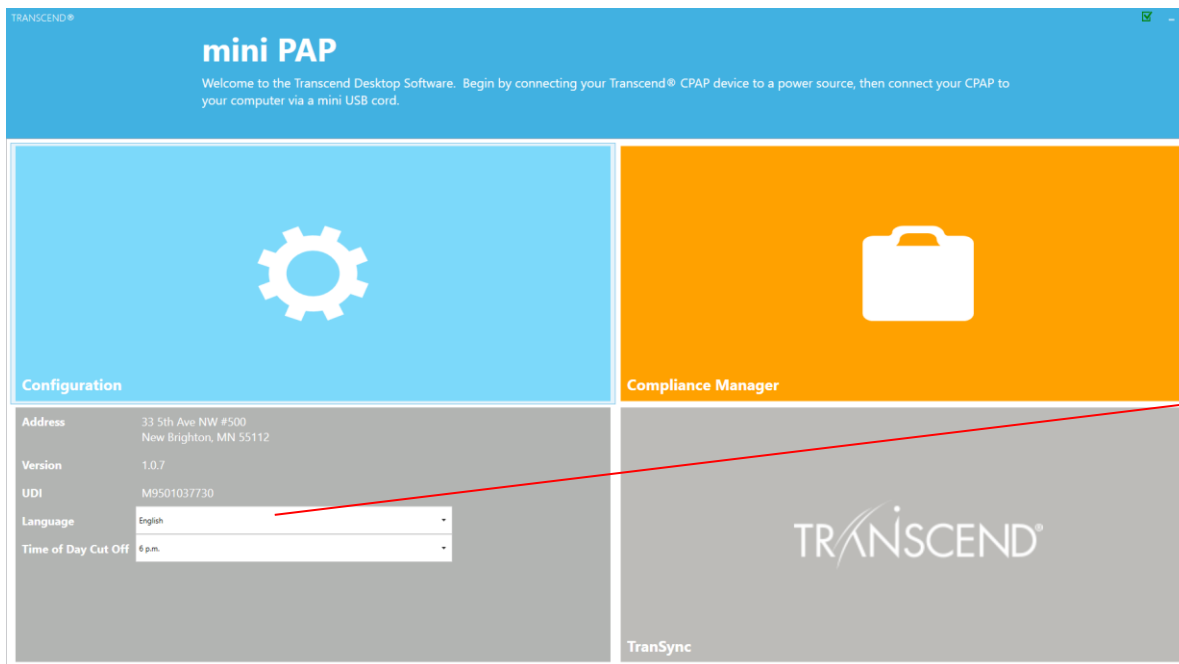 TRANSCEND®
mini PAP
Welcome to the Transcend Desktop Software. Begin by connecting your Transcend® CPAP device to a power source, then connect your CPAP to
your computer via a mini USB cord.
Configuration
Compliance Manager
Address 33 5th Ave NW #500
New Brighton, MN 55112
Version 1.0.7
UDI M9501037730
Language English
Time of Day Cut Off 6 p.m.
TRANSCEND®
TranSync